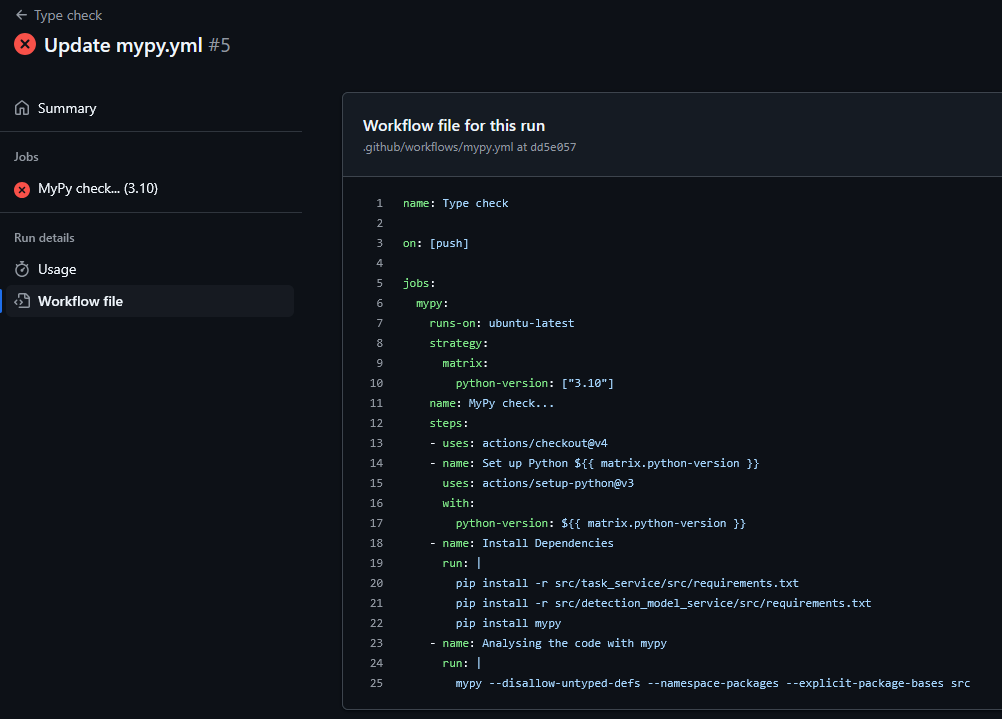 Type check
Update mypy.yml #5
Summary
Jobs
MyPy check... (3.10)
Run details
Usage
Workflow file
Workflow file for this run
.github/workflows/mypy.yml at dd5e057
1 name: Type check
2
3 on: [push]
4
5 jobs:
6   mypy:
7     runs-on: ubuntu-latest
8     strategy:
9       matrix:
10         python-version: ["3.10"]
11     name: MyPy check...
12     steps:
13     - uses: actions/checkout@v4
14     - name: Set up Python ${{ matrix.python-version }}
15       uses: actions/setup-python@v3
16       with:
17         python-version: ${{ matrix.python-version }}
18     - name: Install Dependencies
19       run: |
20         pip install -r src/task_service/src/requirements.txt
21         pip install -r src/detection_model_service/src/requirements.txt
22         pip install mypy
23     - name: Analysing the code with mypy
24       run: |
25         mypy --disallow-untyped-defs --namespace-packages --explicit-package-bases src